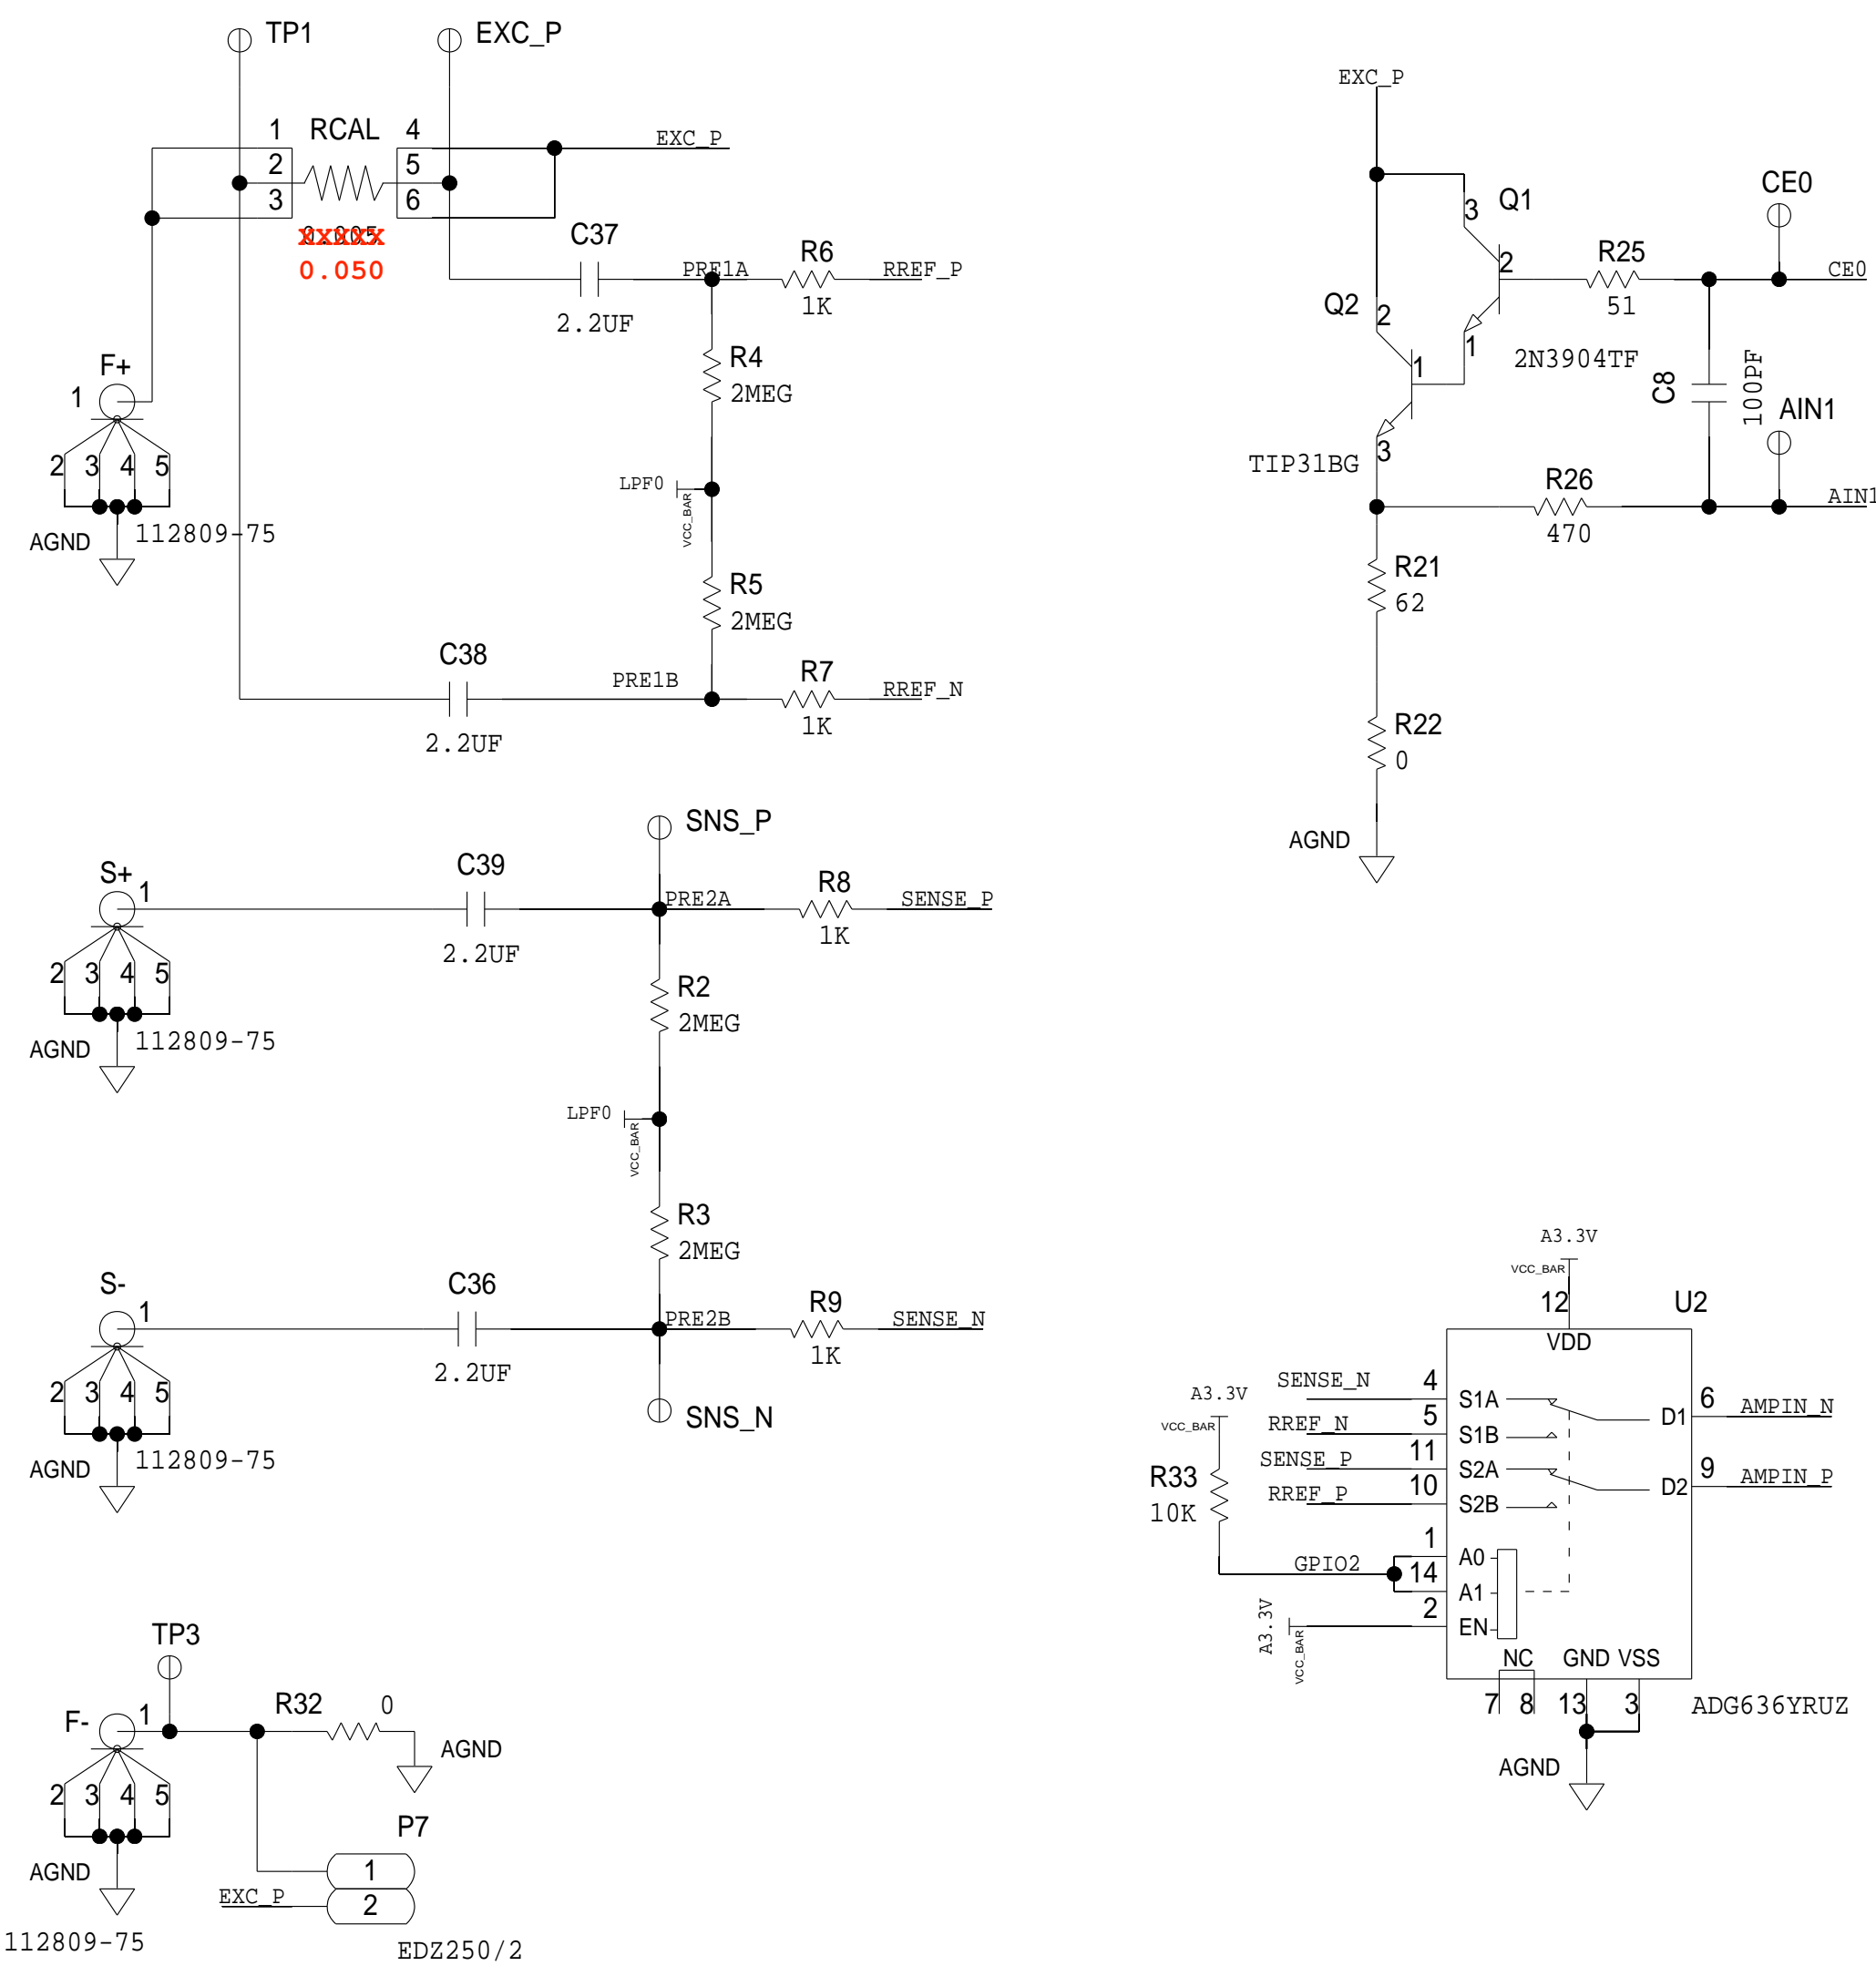 TP1
EXC_P
1
RCAL
4
EXC_P
2
5
3
6
0.050
C37
PRE1A
R6
RREF_P
2.2UF
1K
F+
1
R4
2MEG
2
3
4
5
LPF0
VCC_BAR
AGND
112809-75
R5
2MEG
C38
PRE1B
R7
RREF_N
2.2UF
1K
EXC_P
3
Q1
CE0
2
R25
CE0
51
Q2
2
1
2N3904TF
1
C8
100PF
AIN1
TIP31BG
3
R26
AIN1
470
R21
62
R22
0
AGND
SNS_P
S+
1
C39
PRE2A
R8
SENSE_P
2.2UF
1K
2
3
4
5
R2
2MEG
AGND
112809-75
LPF0
VCC_BAR
R3
2MEG
S-
1
C36
PRE2B
R9
SENSE_N
2.2UF
1K
2
3
4
5
SNS_N
AGND
112809-75
A3.3V
VCC_BAR
12
U2
VDD
SENSE_N
4
S1A
6
AMPIN_N
D1
RREF_N
5
S1B
SENSE_P
11
S2A
9
AMPIN_P
D2
RREF_P
10
S2B
A3.3V
VCC_BAR
R33
10K
GPIO2
1
A0
14
A1
2
EN
A3.3V
VCC_BAR
NC
GND
VSS
7
8
13
3
ADG636YRUZ
AGND
TP3
F-
1
R32
0
AGND
2
3
4
5
P7
1
AGND
EXC_P
2
112809-75
EDZ250/2